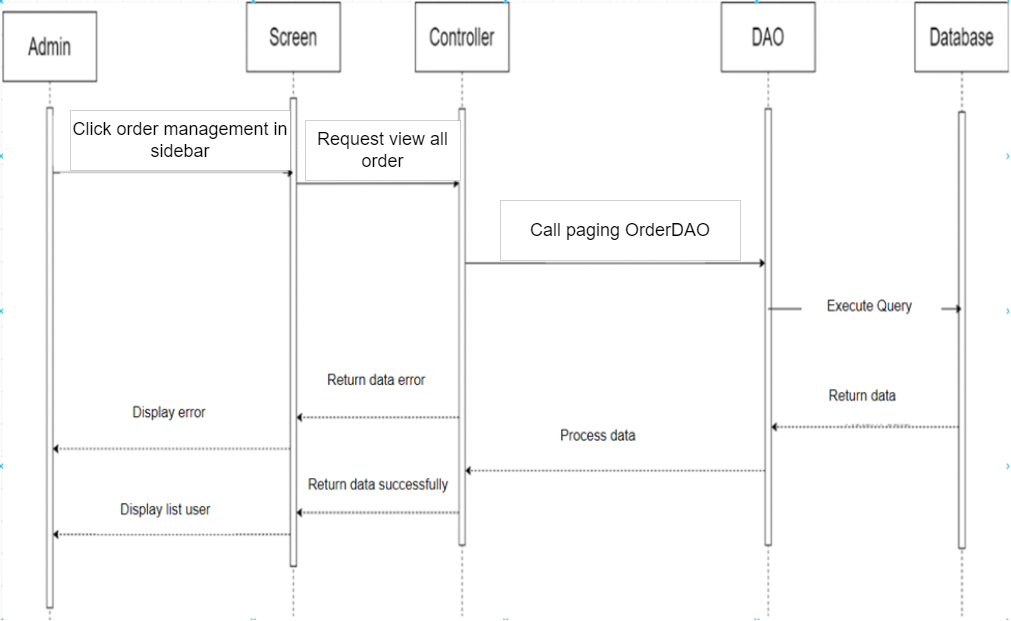 Admin
Screen
Controller
DAO
Database
Click order management in
sidebar
Request view all
order
Call paging OrderDAO
Execute Query
Return data error
Return data
Display error
Process data
Return data successfully
Display list user